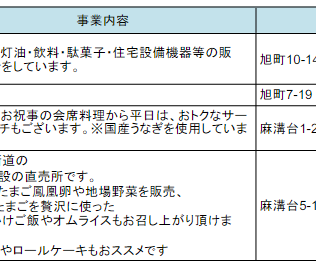 事業内容
灯油・飲料・駄菓子・住宅設備機器等の販
をしています。
旭町10-14
旭町7-19
お祝事の会席料理から平日は、おトクなサー
チもございます。※国産うなぎを使用していま
麻溝台1-2
道の
設の直売所です。
たまご鳳凰卵や地場野菜を販売、
たまごを贅沢に使った
けご飯やオムライスもお召し上がり頂けま
やロールケーキもおススメです
麻溝台5-1